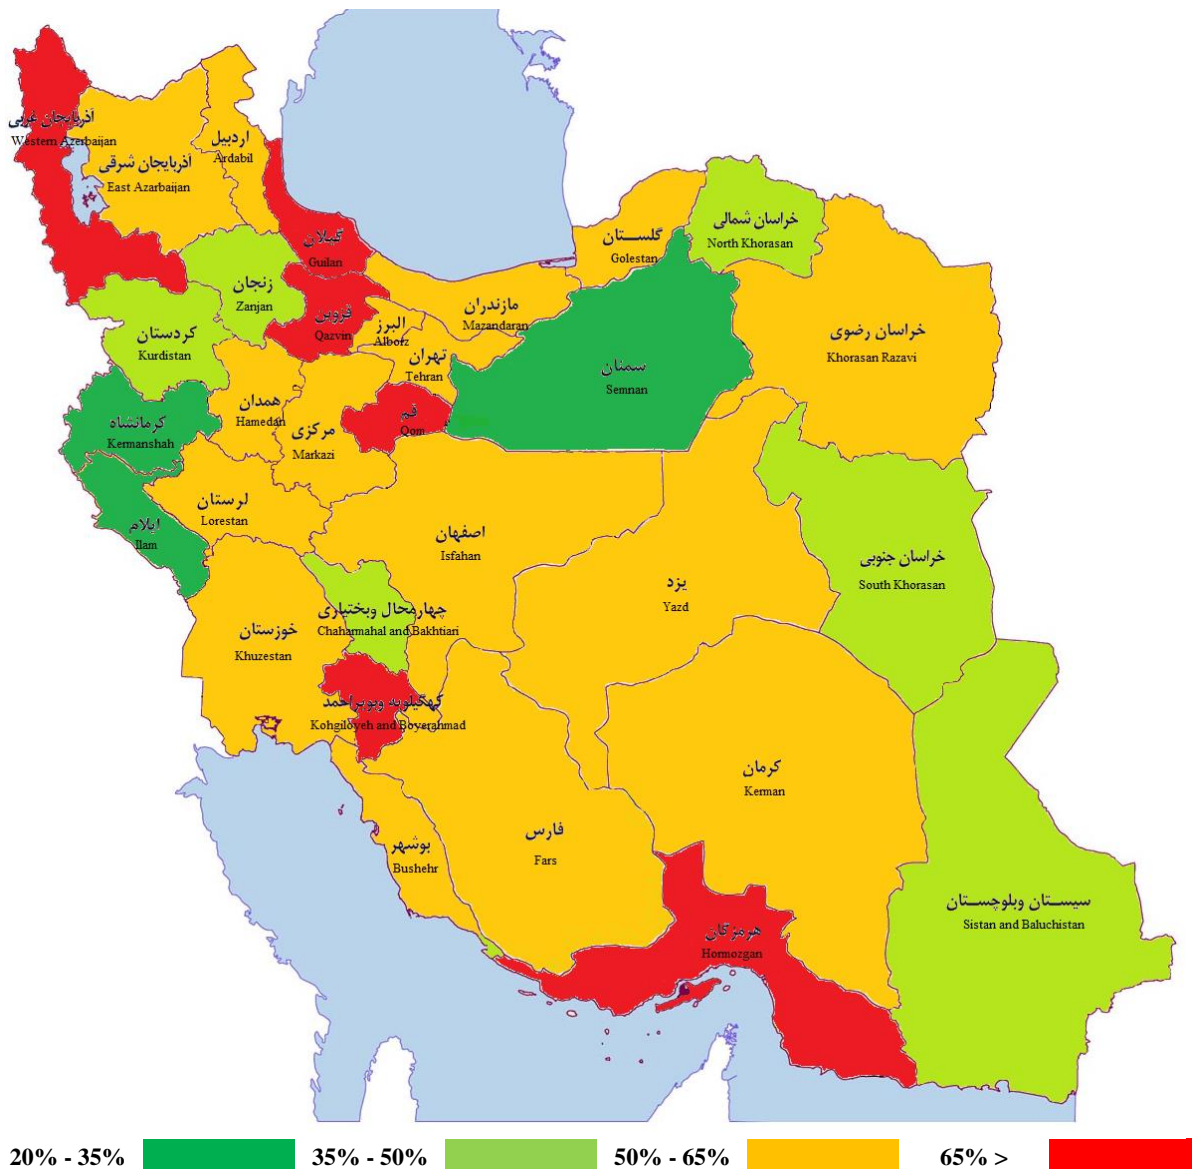 آذربایجان غربی
Western Azerbaijan
آذربایجان شرقی
East Azarbaijan
اردبیل
Ardabil
گیلان
Guilan
زنجان
Zanjan
کردستان
Kurdistan
قزوین
Qazvin
البرز
Alborz
تهران
Tehran
مازندران
Mazandaran
گلستان
Golestan
خراسان شمالی
North Khorasan
خراسان رضوی
Khorasan Razavi
سمنان
Semnan
کرمانشاه
Kermanshah
همدان
Hamedan
مرکزی
Markazi
قم
Qom
ایلام
Ilam
لرستان
Lorestan
اصفهان
Isfahan
یزد
Yazd
خراسان جنوبی
South Khorasan
خوزستان
Khuzestan
چهارمحال وبختیاری
Chaharmahal and Bakhtiari
کهگیلویه وبویراحمد
Kohgiloyeh and Boyerahmad
کرمان
Kerman
فارس
Fars
بوشهر
Bushehr
هرمزگان
Hormozgan
سیستان وبلوچستان
Sistan and Baluchistan
20% - 35% 35% - 50% 50% - 65% 65% >